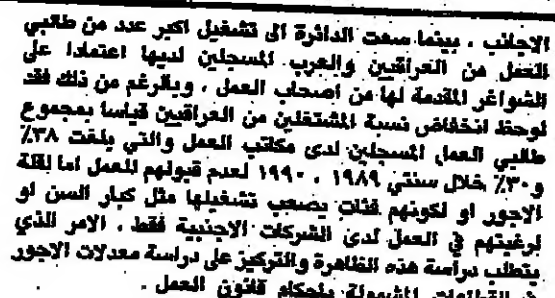 الاجانب ، بينما سعت الدائرة الى تشغيل اكبر عدد من طالبي
العمل من العراقيين والعرب المسجلين لديها اعتمادا على
الشواغر المقدمة لها من اصحاب العمل ، وبالرغم من ذلك فقد
لوحظ انخفاض نسبة المشتغلين من العراقيين قياسا بمجموع
طالبي العمل المسجلين لدى مكاتب العمل والتي بلغت ٣٨٪
و٣٠٪ خلال سنتي ١٩٨٩ ، ١٩٩٠ لعدم قبولهم للعمل اما لقلة
الاجور او لكونهم فئات يصعب تشغيلها مثل كبار السن او
لرغبتهم في العمل لدى الشركات الاجنبية فقط ، الامر الذي
يتطلب دراسة هذه الظاهرة والتركيز على دراسة معدلات الاجور
القطاعات المشمولة باحكام قانون العمل .